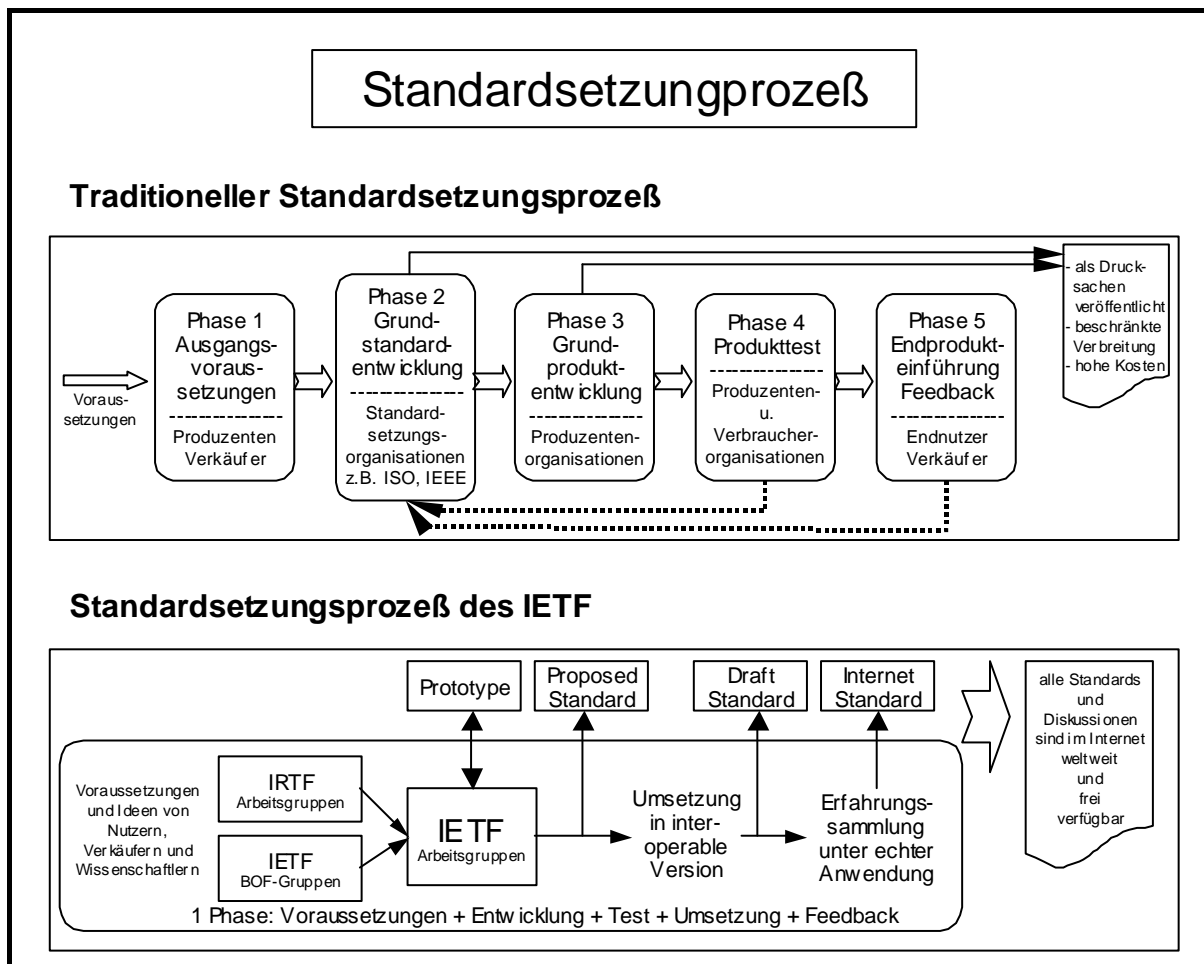 Standardsetzungprozeß
Traditioneller Standardsetzungsprozeß
Voraus-
setzungen
Phase 1
Ausgangs-
voraus-
setzungen
Produzenten
Verkäufer
Phase 2
Grund-
standard-
entwicklung
Standard-
setzungs-
organisationen
z.B. ISO, IEEE
Phase 3
Grund-
produkt-
entwicklung
Produzenten-
organisationen
Phase 4
Produkttest
Produzenten-
u.
Verbraucher-
organisationen
Phase 5
Endprodukt-
einführung
Feedback
Endnutzer
Verkäufer
- als Druck-
sachen
veröffentlicht
- beschränkte
Verbreitung
- hohe Kosten
Standardsetzungsprozeß des IETF
Prototype
Proposed
Standard
Draft
Standard
Internet
Standard
Voraussetzungen
und Ideen von
Nutzern,
Verkäufern und
Wissenschaftlern
IRTF
Arbeitsgruppen
IETF
BOF-Gruppen
IETF
Arbeitsgruppen
Umsetzung
in inter-
operable
Version
Erfahrungs-
sammlung
unter echter
Anwendung
1 Phase: Voraussetzungen + Entwicklung + Test + Umsetzung + Feedback
alle Standards
und
Diskussionen
sind im Internet
weltweit
und
frei
verfügbar